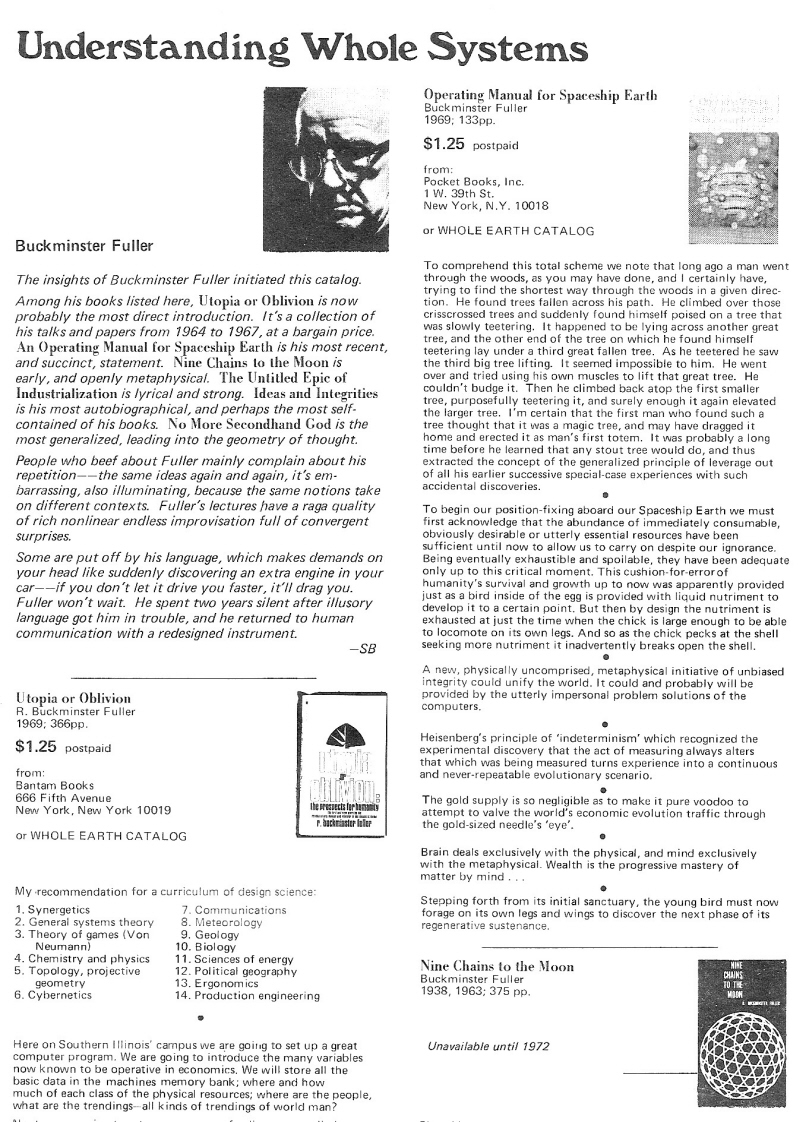 Understanding Whole Systems
Buckminster Fuller
The insights of Buckminster Fuller initiated this catalog.
Among his books listed here, Utopia or Oblivion is now
probably the most direct introduction. It's a collection of
his talks and papers from 1964 to 1967, at a bargain price.
An Operating Manual for Spaceship Earth is his most recent,
and succinct, statement. Nine Chains to the Moon is
early, and openly metaphysical. The Untitled Epic of
Industrialization is lyrical and strong. Ideas and Integrities
is his most autobiographical, and perhaps the most self-
contained of his books. No More Secondhand God is the
most generalized, leading into the geometry of thought.
People who beef about Fuller mainly complain about his
repetition--the same ideas again and again, it's em-
barrassing, also illuminating, because the same notions take
on different contexts. Fuller's lectures have a raga quality
of rich nonlinear endless improvisation full of convergent
surprises.
Some are put off by his language, which makes demands on
your head like suddenly discovering an extra engine in your
car--if you don't let it drive you faster, it'll drag you.
Fuller won't wait. He spent two years silent after illusory
language got him in trouble, and he returned to human
communication with a redesigned instrument.
—SB
Utopia or Oblivion
R. Buckminster Fuller
1969; 366pp.
$1.25 postpaid
from:
Bantam Books
666 Fifth Avenue
New York, New York 10019
or WHOLE EARTH CATALOG
utopia
or
oblivion
the prospects for humanity
r. buckminster fuller
My recommendation for a curriculum of design science:
1. Synergetics
2. General systems theory
3. Theory of games (Von
Neumann)
4. Chemistry and physics
5. Topology, projective
geometry
6. Cybernetics
7. Communications
8. Meteorology
9. Geology
10. Biology
11. Sciences of energy
12. Political geography
13. Ergonomics
14. Production engineering
Here on Southern Illinois' campus we are going to set up a great
computer program. We are going to introduce the many variables
now known to be operative in economics. We will store all the
basic data in the machines memory bank; where and how
much of each class of the physical resources; where are the people,
what are the trendings—all kinds of trendings of world man?
Operating Manual for Spaceship Earth
Buckminster Fuller
1969; 133pp.
$1.25 postpaid
from:
Pocket Books, Inc.
1 W. 39th St.
New York, N.Y. 10018
or WHOLE EARTH CATALOG
To comprehend this total scheme we note that long ago a man went
through the woods, as you may have done, and I certainly have,
trying to find the shortest way through the woods in a given direc-
tion. He found trees fallen across his path. He climbed over those
crisscrossed trees and suddenly found himself poised on a tree that
was slowly teetering. It happened to be lying across another great
tree, and the other end of the tree on which he found himself
teetering lay under a third great fallen tree. As he teetered he saw
the third big tree lifting. It seemed impossible to him. He went
over and tried using his own muscles to lift that great tree. He
couldn't budge it. Then he climbed back atop the first smaller
tree, purposefully teetering it, and surely enough it again elevated
the larger tree. I'm certain that the first man who found such a
tree thought that it was a magic tree, and may have dragged it
home and erected it as man's first totem. It was probably a long
time before he learned that any stout tree would do, and thus
extracted the concept of the generalized principle of leverage out
of all his earlier successive special-case experiences with such
accidental discoveries.
To begin our position-fixing aboard our Spaceship Earth we must
first acknowledge that the abundance of immediately consumable,
obviously desirable or utterly essential resources have been
sufficient until now to allow us to carry on despite our ignorance.
Being eventually exhaustible and spoilable, they have been adequate
only up to this critical moment. This cushion-for-error of
humanity's survival and growth up to now was apparently provided
just as a bird inside of the egg is provided with liquid nutriment to
develop it to a certain point. But then by design the nutriment is
exhausted at just the time when the chick is large enough to be able
to locomote on its own legs. And so as the chick pecks at the shell
seeking more nutriment it inadvertently breaks open the shell.
A new, physically uncomprised, metaphysical initiative of unbiased
integrity could unify the world. It could and probably will be
provided by the utterly impersonal problem solutions of the
computers.
Heisenberg's principle of 'indeterminism' which recognized the
experimental discovery that the act of measuring always alters
that which was being measured turns experience into a continuous
and never-repeatable evolutionary scenario.
The gold supply is so negligible as to make it pure voodoo to
attempt to valve the world's economic evolution traffic through
the gold-sized needle's 'eye'.
Brain deals exclusively with the physical, and mind exclusively
with the metaphysical. Wealth is the progressive mastery of
matter by mind . . .
Stepping forth from its initial sanctuary, the young bird must now
forage on its own legs and wings to discover the next phase of its
regenerative sustenance.
Nine Chains to the Moon
Buckminster Fuller
1938, 1963; 375 pp.
Unavailable until 1972
NINE
CHAINS
TO THE
MOON
R. BUCKMINSTER FULLER